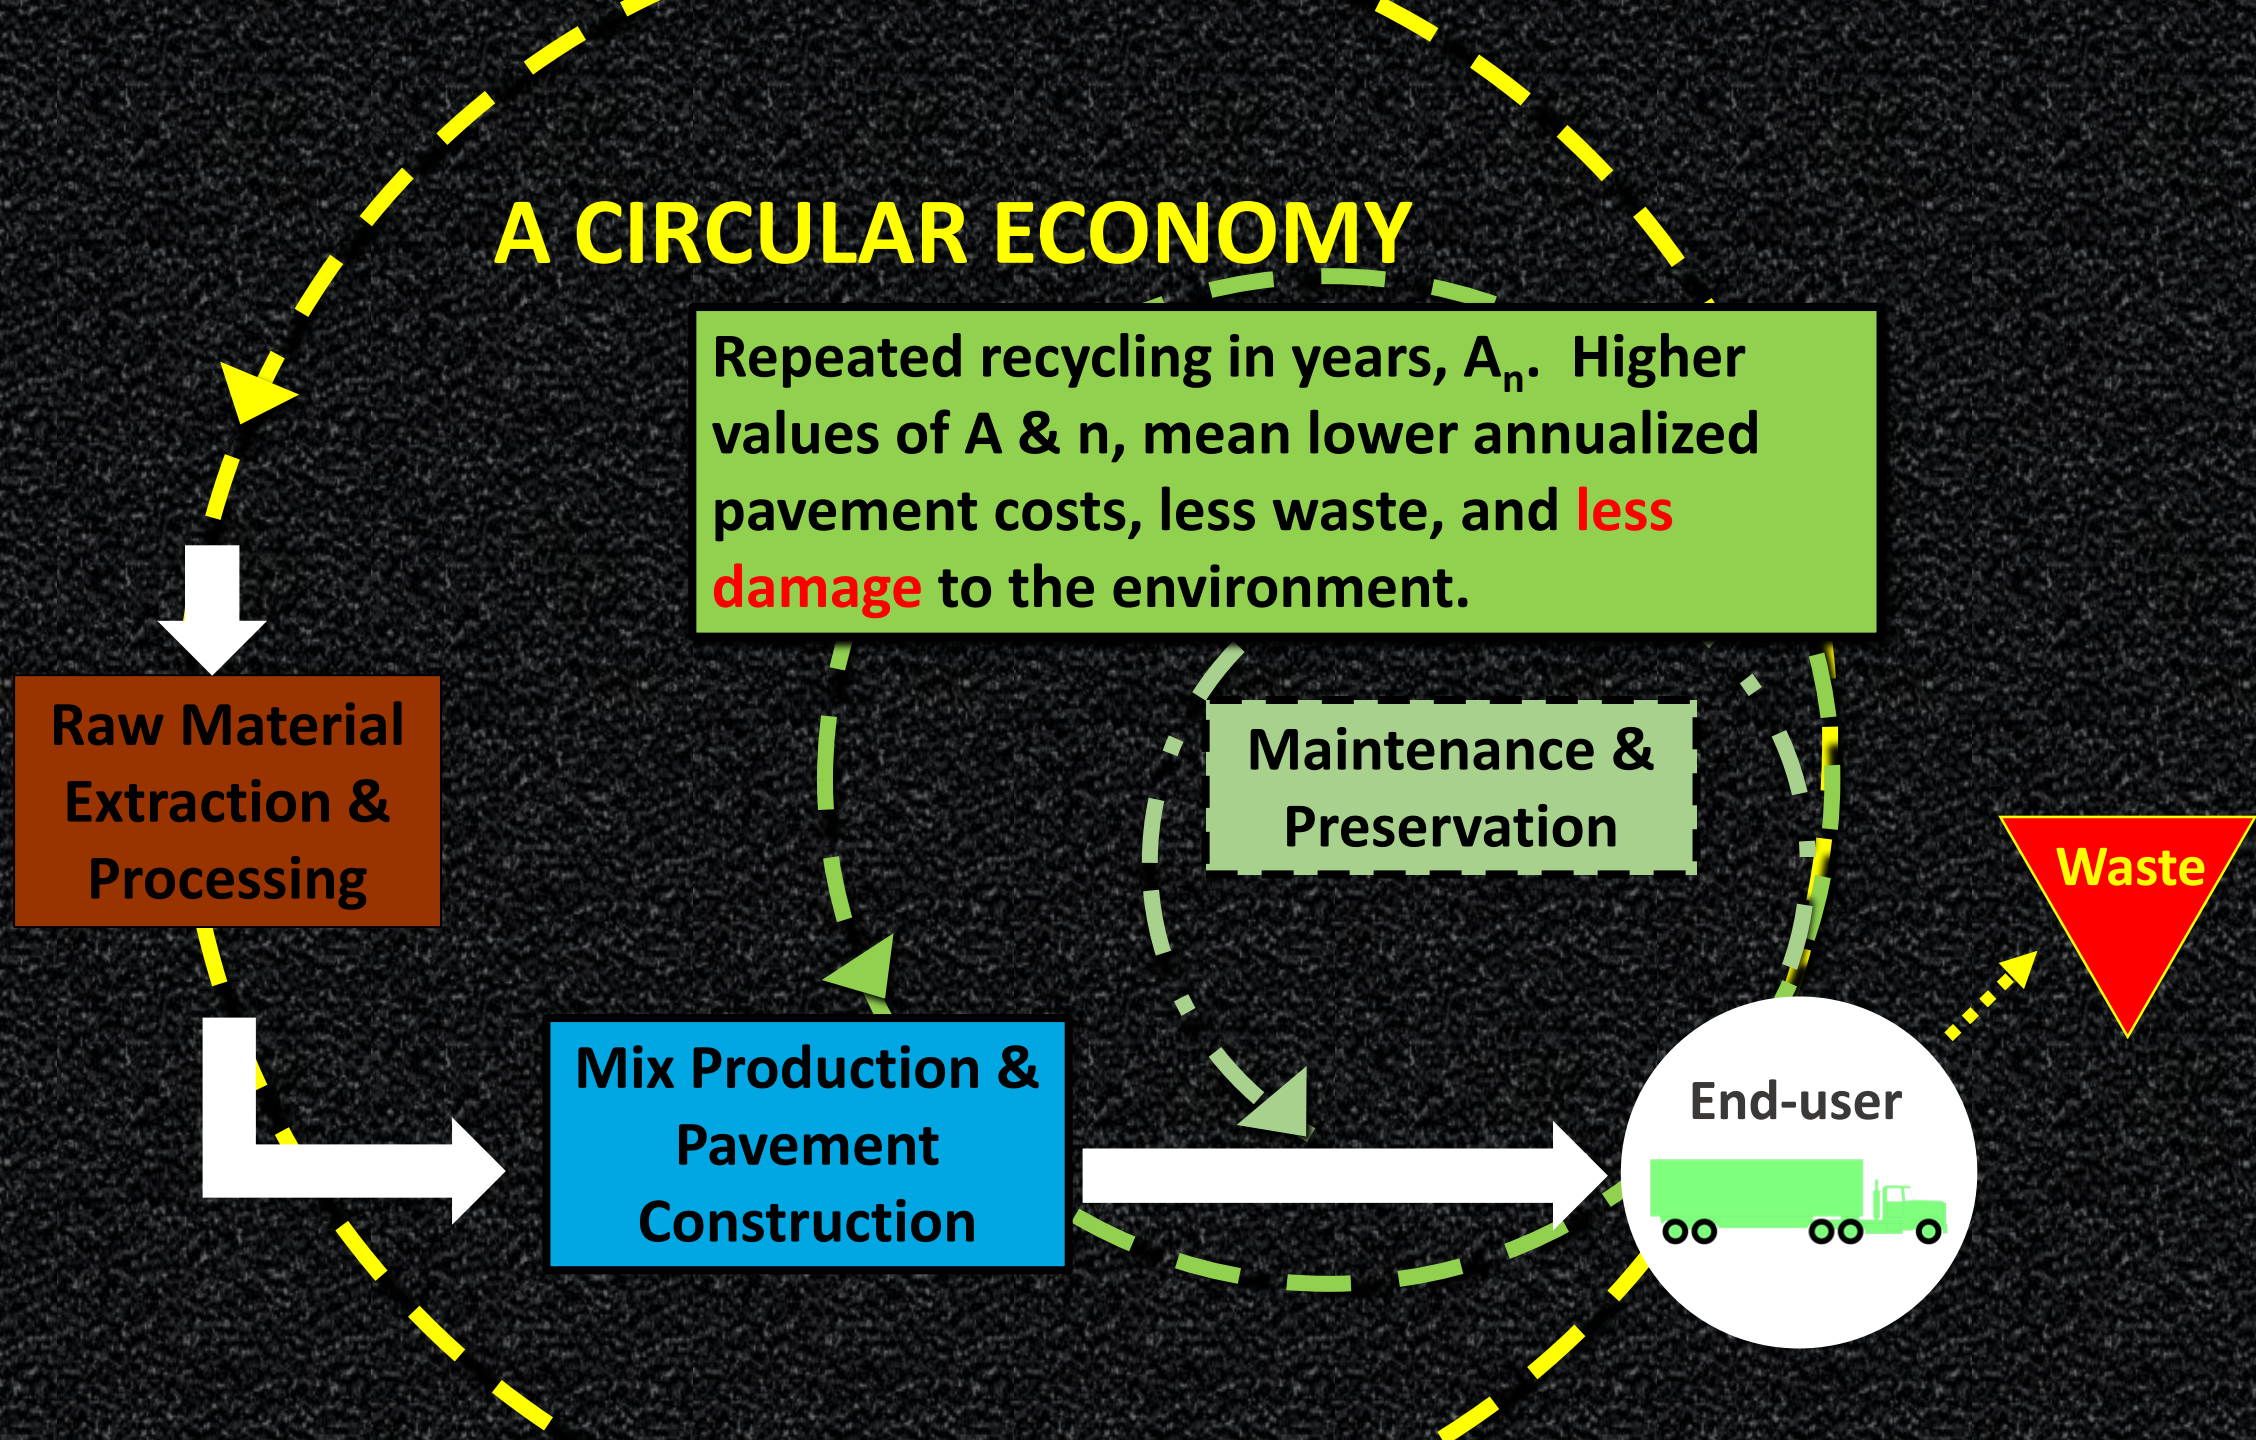 A CIRCULAR ECONOMY
Repeated recycling in years, Aₙ.  Higher
values of A & n, mean lower annualized
pavement costs, less waste, and less
damage to the environment.
Raw Material
Extraction &
Processing
Maintenance &
Preservation
Waste
Mix Production &
Pavement
Construction
End-user